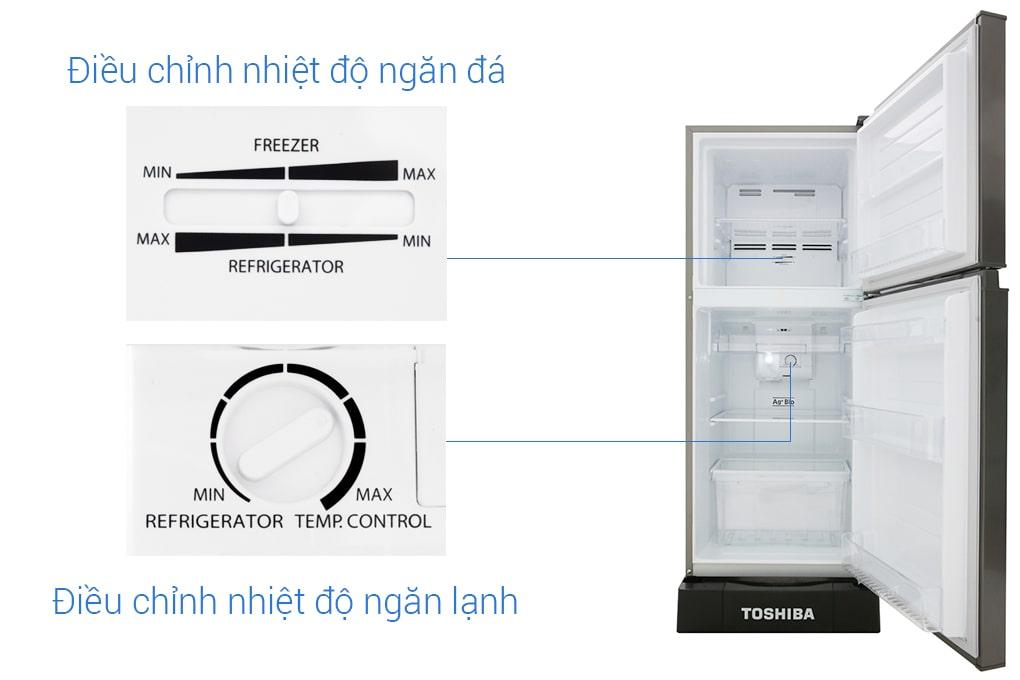 Điều chỉnh nhiệt độ ngăn đá
FREEZER
MIN MAX
MAX MIN
REFRIGERATOR
MIN MAX
REFRIGERATOR TEMP. CONTROL
Điều chỉnh nhiệt độ ngăn lạnh
Ag+ Bio
TOSHIBA